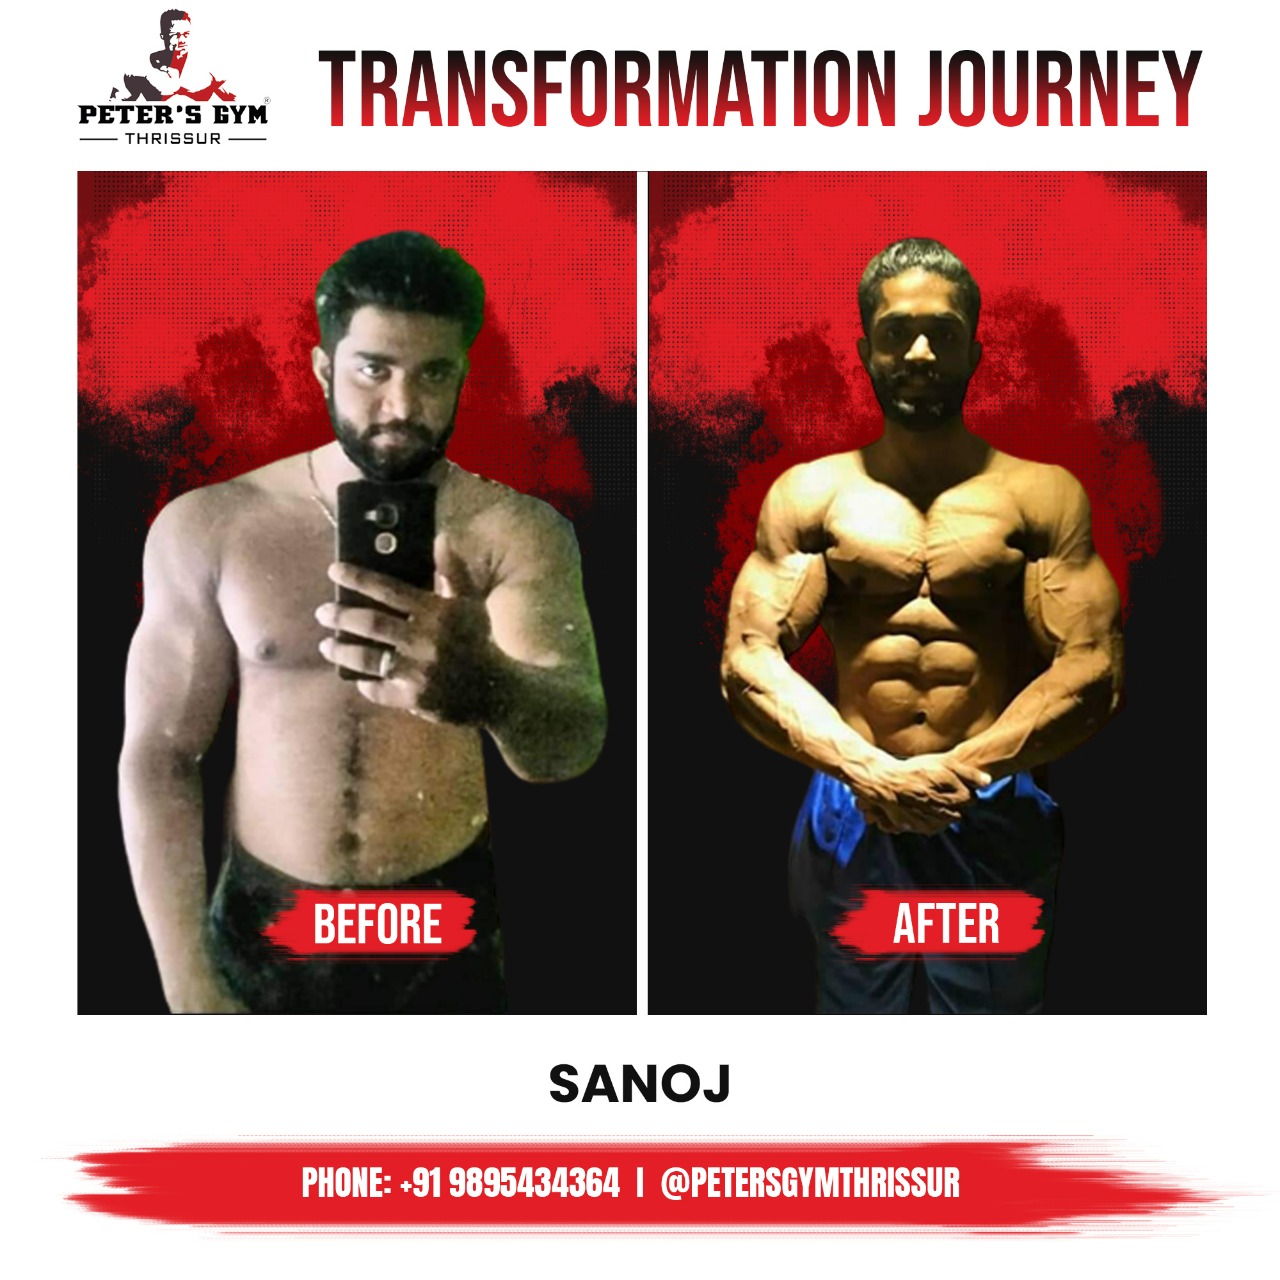 PETER'S GYM®
THRISSUR
TRANSFORMATION JOURNEY
BEFORE
AFTER
SANOJ
PHONE: +91 9895434364 | @PETERSGYMTHRISSUR